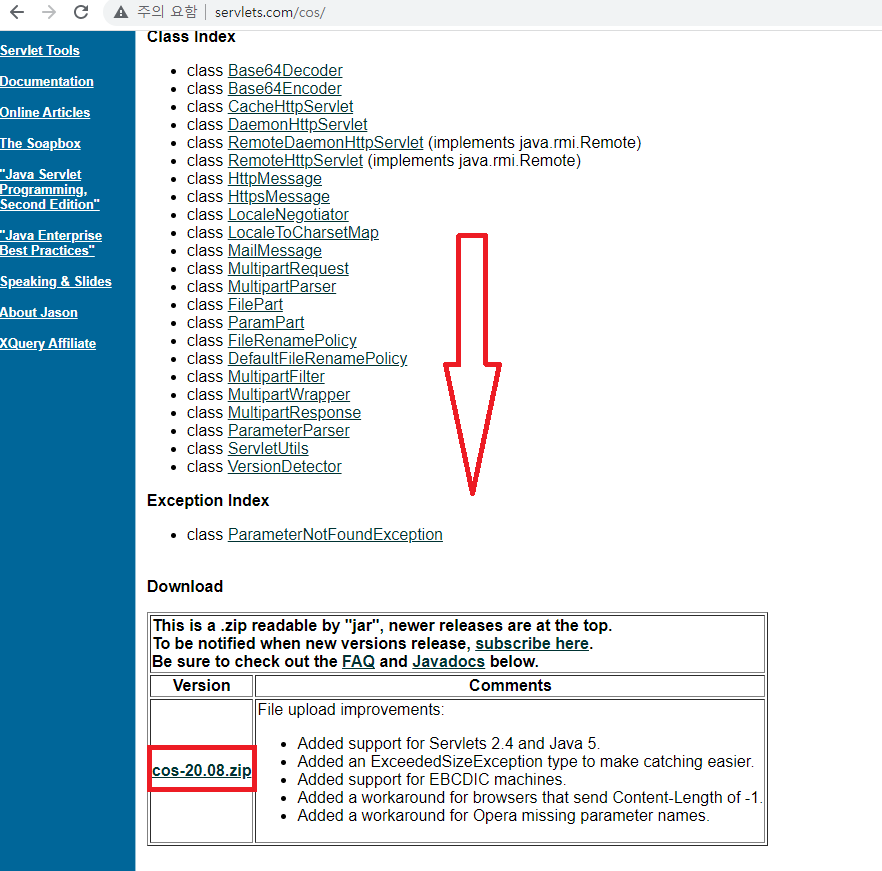 주의 요함 | servlets.com/cos/
Servlet Tools
Documentation
Online Articles
The Soapbox
"Java Servlet
Programming,
Second Edition"
"Java Enterprise
Best Practices"
Speaking & Slides
About Jason
XQuery Affiliate
Class Index
class Base64Decoder
class Base64Encoder
class CacheHttpServlet
class DaemonHttpServlet
class RemoteDaemonHttpServlet (implements java.rmi.Remote)
class RemoteHttpServlet (implements java.rmi.Remote)
class HttpMessage
class HttpsMessage
class LocaleNegotiator
class LocaleToCharsetMap
class MailMessage
class MultipartRequest
class MultipartParser
class FilePart
class ParamPart
class FileRenamePolicy
class DefaultFileRenamePolicy
class MultipartFilter
class MultipartWrapper
class MultipartResponse
class ParameterParser
class ServletUtils
class VersionDetector
Exception Index
class ParameterNotFoundException
Download
This is a .zip readable by "jar", newer releases are at the top.
To be notified when new versions release, subscribe here.
Be sure to check out the FAQ and Javadocs below.
Version Comments
File upload improvements:
Added support for Servlets 2.4 and Java 5.
Added an ExceededSizeException type to make catching easier.
cos-20.08.zip
Added support for EBCDIC machines.
Added a workaround for browsers that send Content-Length of -1.
Added a workaround for Opera missing parameter names.